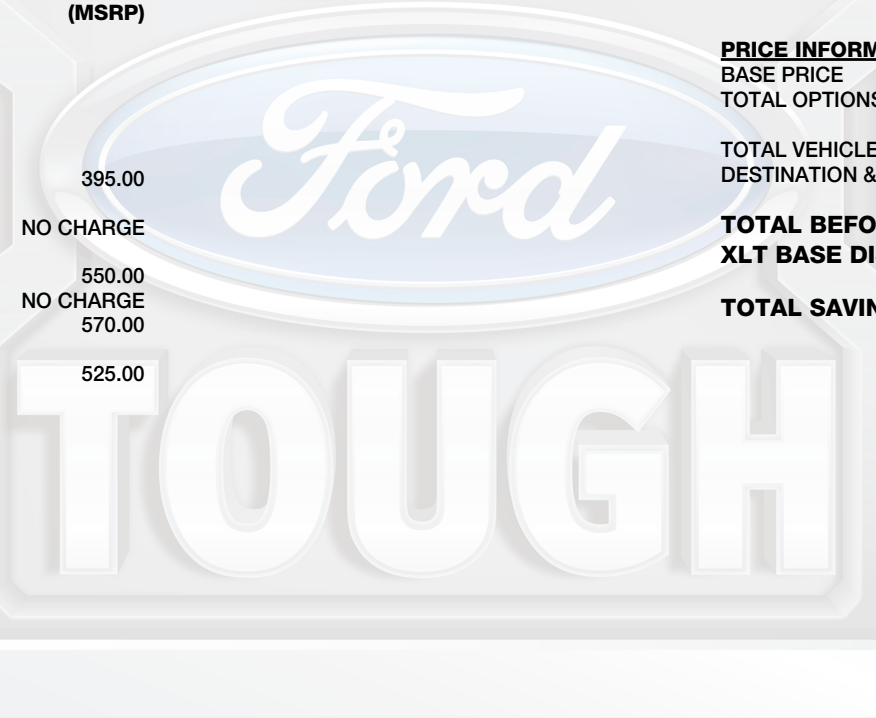 (MSRP)
395.00
NO CHARGE
550.00
NO CHARGE
570.00
525.00
PRICE INFORM
BASE PRICE
TOTAL OPTIONS
TOTAL VEHICLE
DESTINATION &
TOTAL BEFO
XLT BASE DI
TOTAL SAVIN
Ford
TOUGH